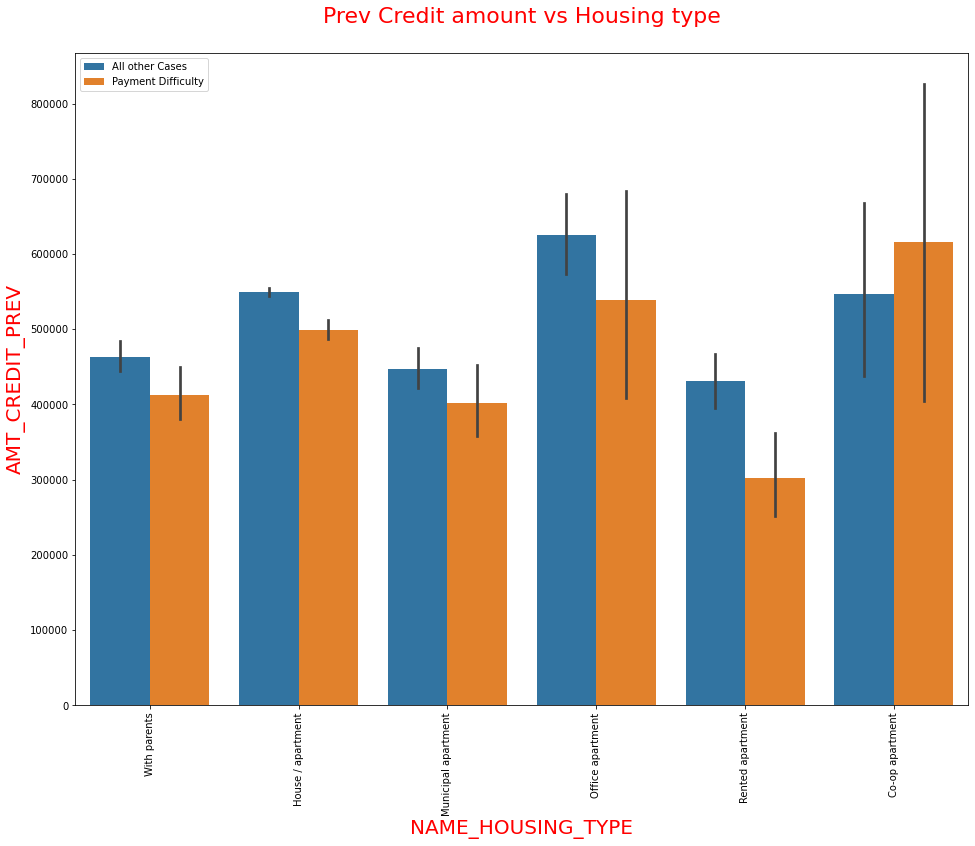 Prev Credit amount vs Housing type
All other Cases
Payment Difficulty
AMT_CREDIT_PREV
800000
700000
600000
500000
400000
300000
200000
100000
0
With parents
House / apartment
Municipal apartment
Office apartment
Rented apartment
Co-op apartment
NAME_HOUSING_TYPE